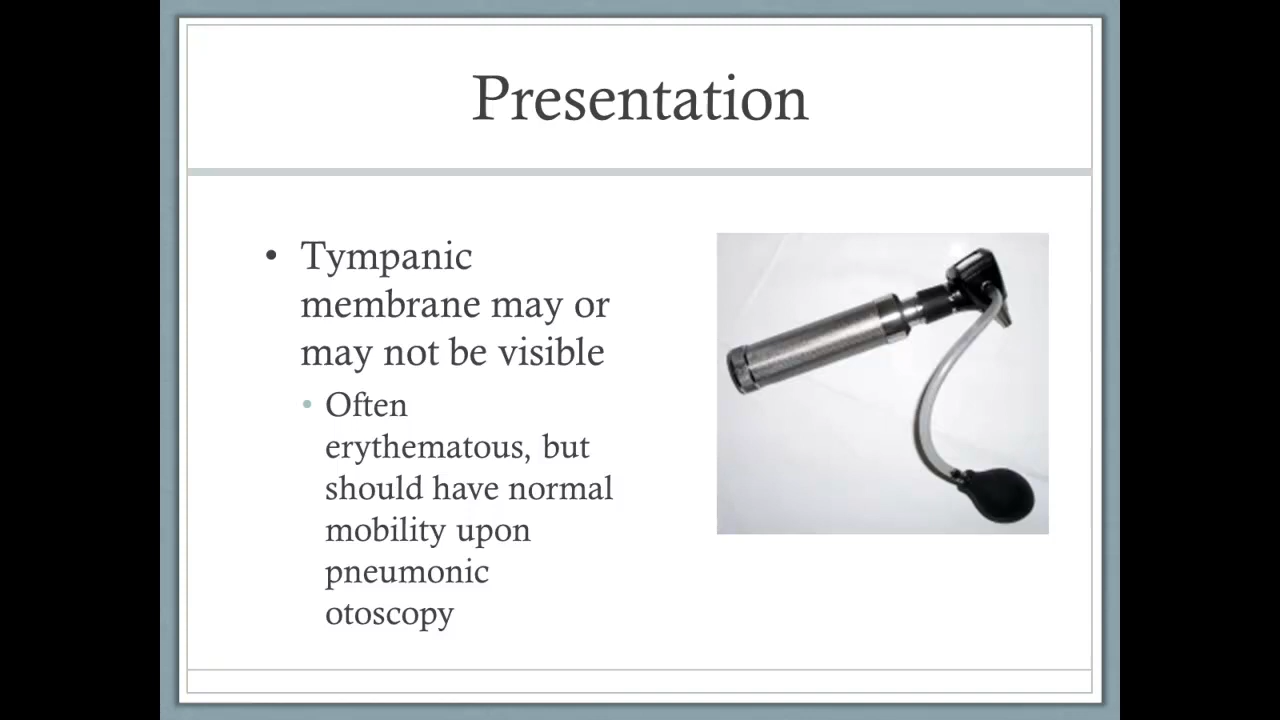 Presentation
• Tympanic
membrane may or
may not be visible
• Often
erythematous, but
should have normal
mobility upon
pneumonic
otoscopy